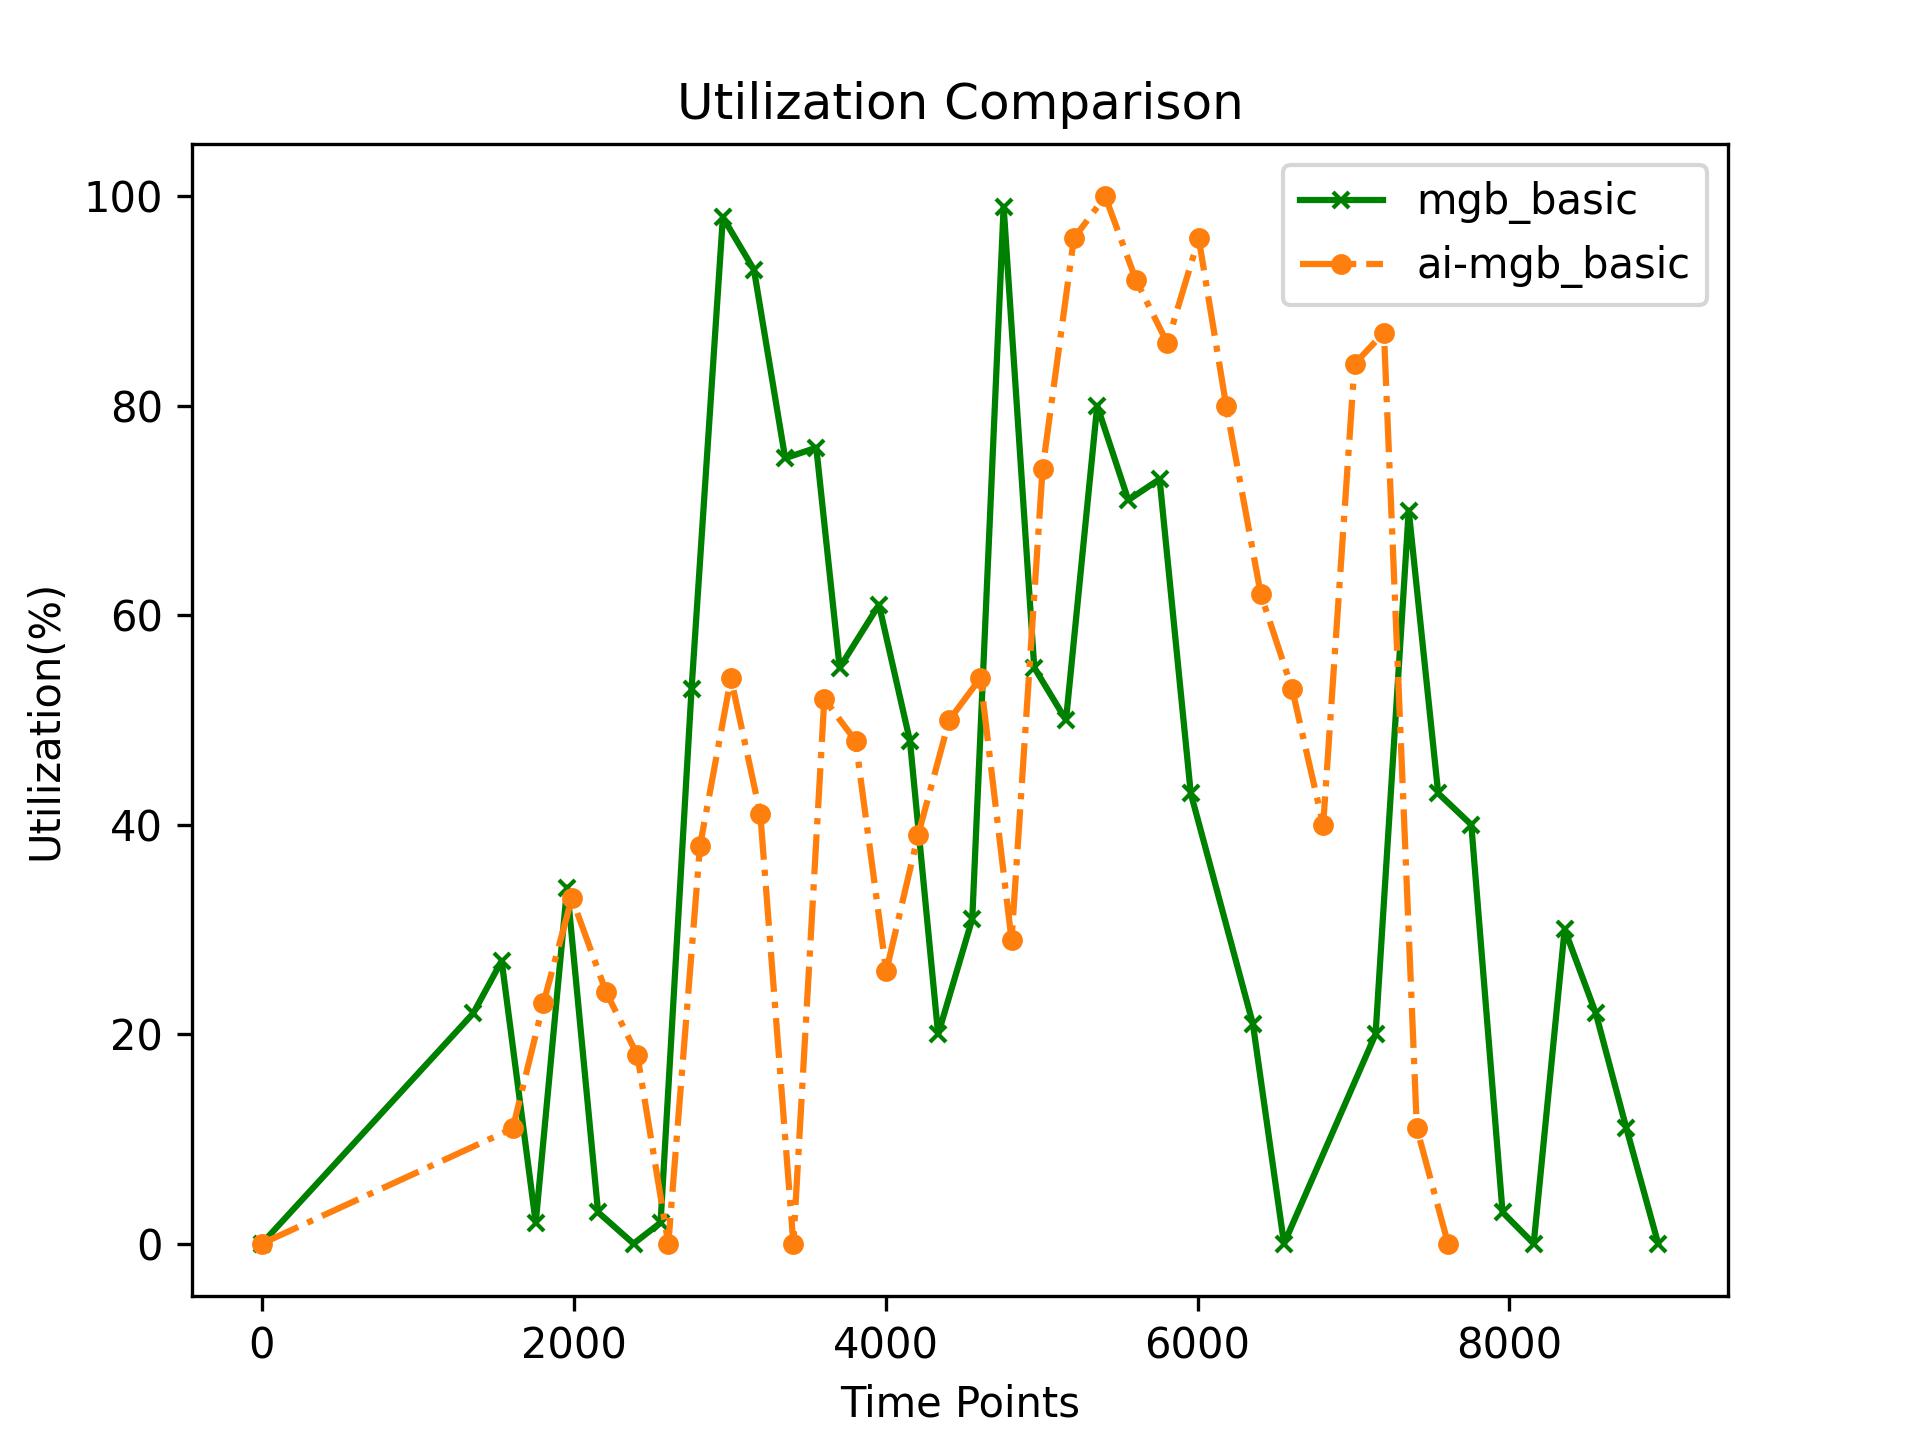 Utilization Comparison
100
80
60
40
20
0
Utilization(%)
mgb_basic
ai-mgb_basic
0 2000 4000 6000 8000
Time Points